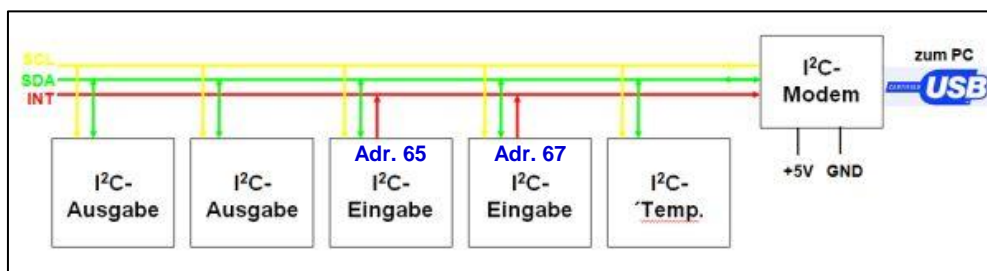 SCL
SDA
INT
I²C-
Modem
zum PC
CERTIFIED
USB
+5V GND
I²C-
Ausgabe
I²C-
Ausgabe
Adr. 65
I²C-
Eingabe
Adr. 67
I²C-
Eingabe
I²C-
´Temp.